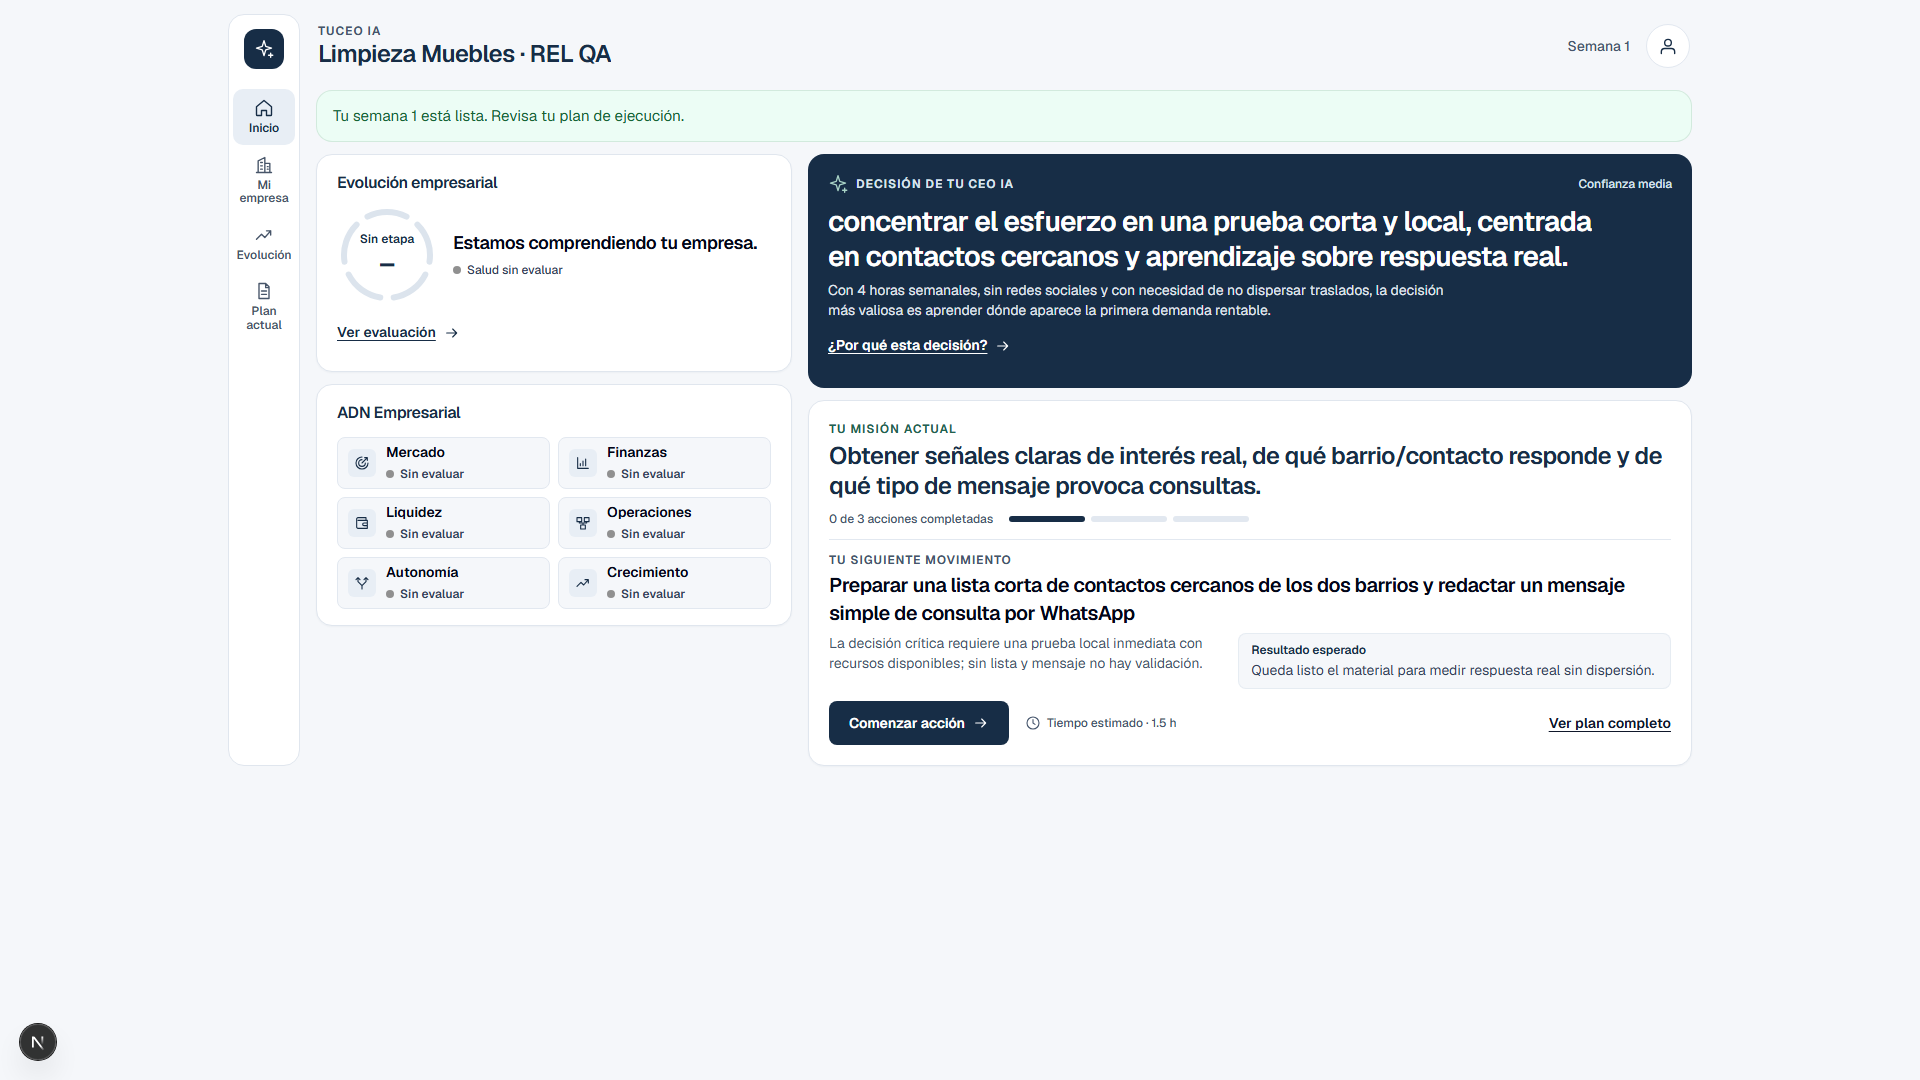 TUCEO IA
Limpieza Muebles · REL QA
Semana 1
Inicio
Mi
empresa
Evolución
Plan
actual
Tu semana 1 está lista. Revisa tu plan de ejecución.
Evolución empresarial
Sin etapa
–
Estamos comprendiendo tu empresa.
Salud sin evaluar
Ver evaluación →
ADN Empresarial
Mercado
Sin evaluar
Finanzas
Sin evaluar
Liquidez
Sin evaluar
Operaciones
Sin evaluar
Autonomía
Sin evaluar
Crecimiento
Sin evaluar
DECISIÓN DE TU CEO IA
Confianza media
concentrar el esfuerzo en una prueba corta y local, centrada
en contactos cercanos y aprendizaje sobre respuesta real.
Con 4 horas semanales, sin redes sociales y con necesidad de no dispersar traslados, la decisión
más valiosa es aprender dónde aparece la primera demanda rentable.
¿Por qué esta decisión? →
TU MISIÓN ACTUAL
Obtener señales claras de interés real, de qué barrio/contacto responde y de
qué tipo de mensaje provoca consultas.
0 de 3 acciones completadas
TU SIGUIENTE MOVIMIENTO
Preparar una lista corta de contactos cercanos de los dos barrios y redactar un mensaje
simple de consulta por WhatsApp
La decisión crítica requiere una prueba local inmediata con
recursos disponibles; sin lista y mensaje no hay validación.
Resultado esperado
Queda listo el material para medir respuesta real sin dispersión.
Comenzar acción →
Tiempo estimado · 1.5 h
Ver plan completo
N